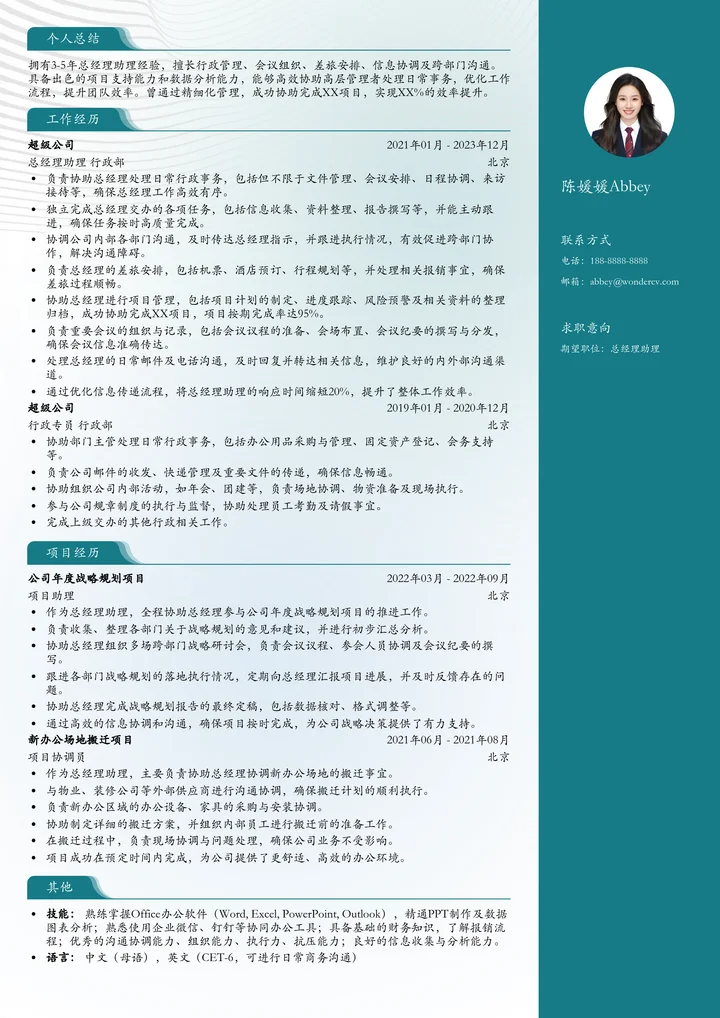 个人总结
拥有3-5年总经理助理经验，擅长行政管理、会议组织、差旅安排、信息协调及跨部门沟通。
具备出色的项目支持能力和数据分析能力，能够高效协助高层管理者处理日常事务，优化工作
流程，提升团队效率。曾通过精细化管理，成功协助完成XX项目，实现XX%的效率提升。
工作经历
超级公司 2021年01月 - 2023年12月
总经理助理 行政部 北京
• 负责协助总经理处理日常行政事务，包括但不限于文件管理、会议安排、日程协调、来访
接待等，确保总经理工作高效有序。
• 独立完成总经理交办的各项任务，包括信息收集、资料整理、报告撰写等，并能主动跟
进，确保任务按时高质量完成。
• 协调公司内部各部门沟通，及时传达总经理指示，并跟进执行情况，有效促进跨部门协
作，解决沟通障碍。
• 负责总经理的差旅安排，包括机票、酒店预订、行程规划等，并处理相关报销事宜，确保
差旅过程顺畅。
• 协助总经理进行项目管理，包括项目计划的制定、进度跟踪、风险预警及相关资料的整理
归档，成功协助完成XX项目，项目按期完成率达95%。
• 负责重要会议的组织与记录，包括会议议程的准备、会场布置、会议纪要的撰写与分发，
确保会议信息准确传达。
• 处理总经理的日常邮件及电话沟通，及时回复并转达相关信息，维护良好的内外部沟通渠
道。
• 通过优化信息传递流程，将总经理助理的响应时间缩短20%，提升了整体工作效率。
超级公司 2019年01月 - 2020年12月
行政专员 行政部 北京
• 协助部门主管处理日常行政事务，包括办公用品采购与管理、固定资产登记、会务支持
等。
• 负责公司邮件的收发、快递管理及重要文件的传递，确保信息畅通。
• 协助组织公司内部活动，如年会、团建等，负责场地协调、物资准备及现场执行。
• 参与公司规章制度的执行与监督，协助处理员工考勤及请假事宜。
• 完成上级交办的其他行政相关工作。
项目经历
公司年度战略规划项目 2022年03月 - 2022年09月
项目助理 北京
• 作为总经理助理，全程协助总经理参与公司年度战略规划项目的推进工作。
• 负责收集、整理各部门关于战略规划的意见和建议，并进行初步汇总分析。
• 协助总经理组织多场跨部门战略研讨会，负责会议议程、参会人员协调及会议纪要的撰
写。
• 跟进各部门战略规划的落地执行情况，定期向总经理汇报项目进展，并及时反馈存在的问
题。
• 协助总经理完成战略规划报告的最终定稿，包括数据核对、格式调整等。
• 通过高效的信息协调和沟通，确保项目按时完成，为公司战略决策提供了有力支持。
新办公场地搬迁项目 2021年06月 - 2021年08月
项目协调员 北京
• 作为总经理助理，主要负责协助总经理协调新办公场地的搬迁事宜。
• 与物业、装修公司等外部供应商进行沟通协调，确保搬迁计划的顺利执行。
• 负责新办公区域的办公设备、家具的采购与安装协调。
• 协助制定详细的搬迁方案，并组织内部员工进行搬迁前的准备工作。
• 在搬迁过程中，负责现场协调与问题处理，确保公司业务不受影响。
• 项目成功在预定时间内完成，为公司提供了更舒适、高效的办公环境。
其他
• 技能： 熟练掌握Office办公软件（Word, Excel, PowerPoint, Outlook），精通PPT制作及数据
图表分析；熟悉使用企业微信、钉钉等协同办公工具；具备基础的财务知识，了解报销流
程；优秀的沟通协调能力、组织能力、执行力、抗压能力；良好的信息收集与分析能力。
• 语言： 中文（母语），英文（CET-6，可进行日常商务沟通）
陈媛媛Abbey
联系方式
电话：188-8888-8888
邮箱：abbey@wondercv.com
求职意向
期望职位：总经理助理